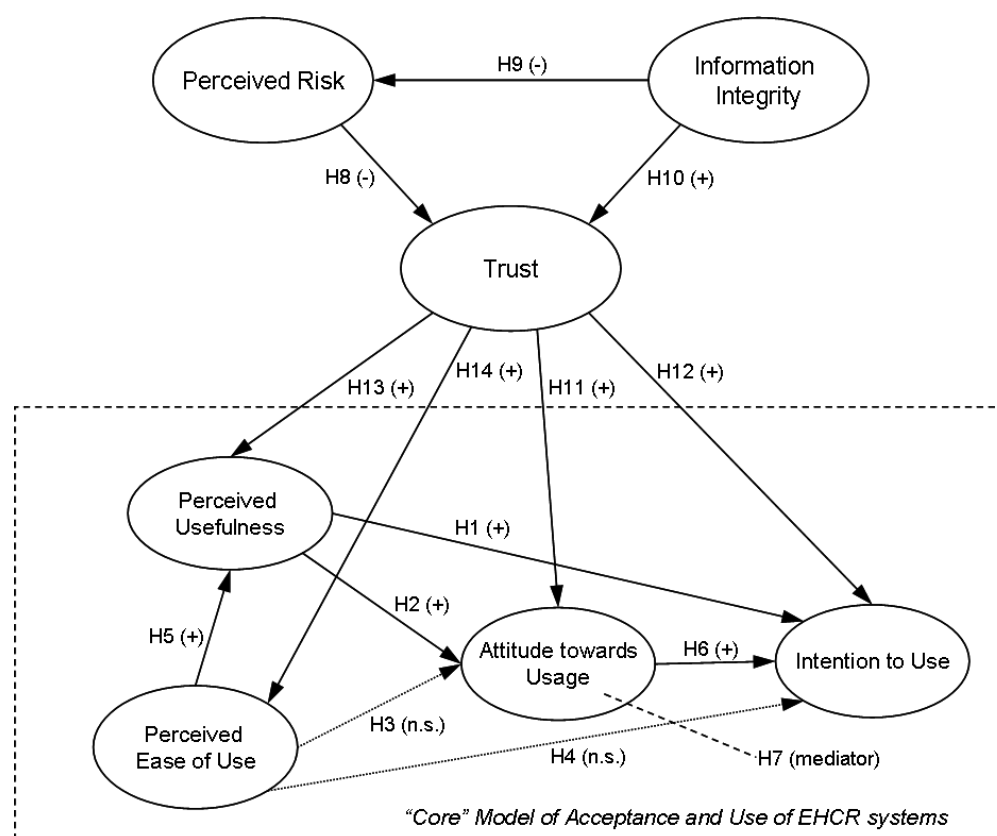 H9 (-)
Perceived Risk
Information
Integrity
H8 (-)
H10 (+)
Trust
H13 (+)
H14 (+)
H11 (+)
H12 (+)
Perceived
Usefulness
H1 (+)
H2 (+)
H5 (+)
Attitude towards
Usage
H6 (+)
Intention to Use
H3 (n.s.)
Perceived
Ease of Use
H4 (n.s.)
H7 (mediator)
“Core” Model of Acceptance and Use of EHCR systems